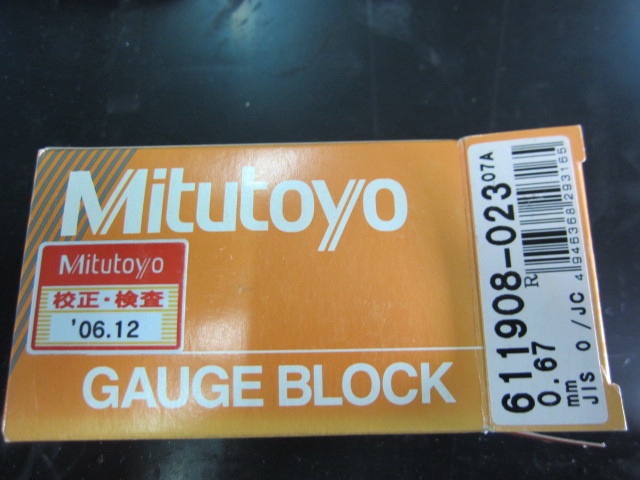 Mitutoyo
Mitutoyo
校正・検査
'06.12
GAUGE BLOCK
611908-023 07A
0.67 R
mm
JIS 0 /JC
4946368293165